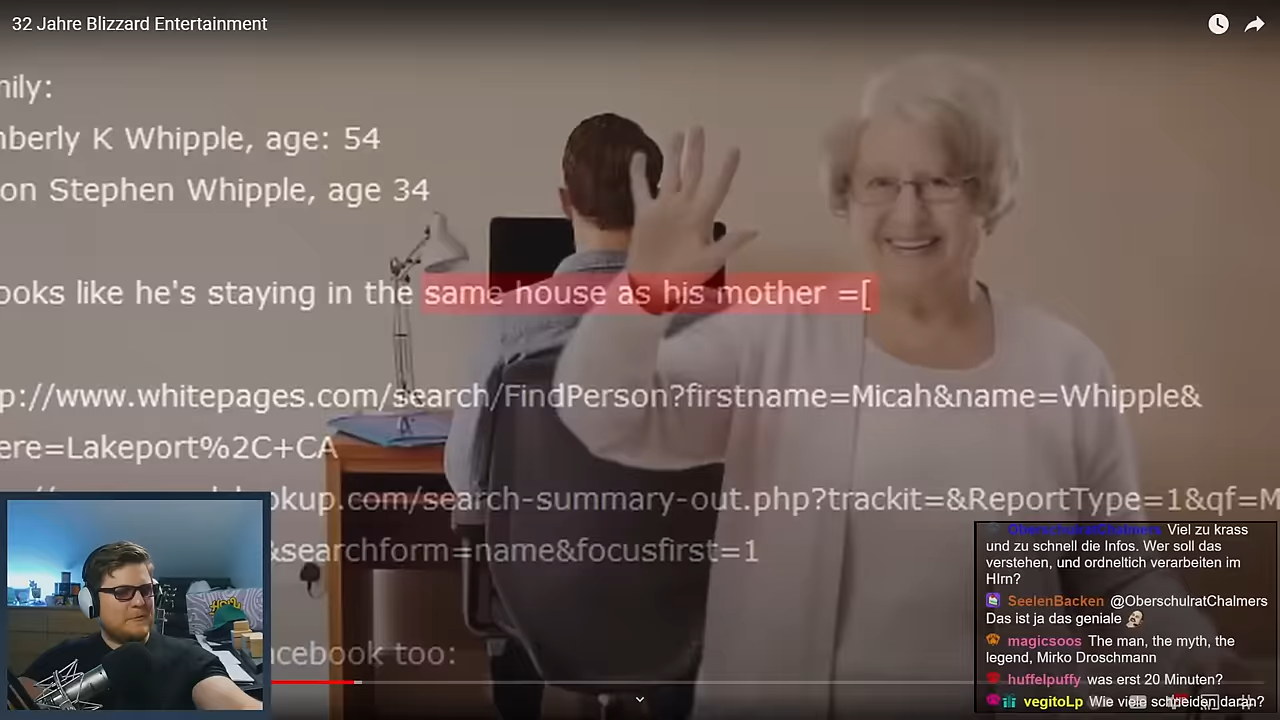 32 Jahre Blizzard Entertainment
nily:
nberly K Whipple, age: 54
on Stephen Whipple, age 34
ooks like he's staying in the same house as his mother =[
p://www.whitepages.com/search/FindPerson?firstname=Micah&name=Whipple&
ere=Lakeport%2C+CA
okup.com/search-summary-out.php?trackit=&ReportType=1&qf=M
&searchform=name&focusfirst=1
cebook too:
OberschulratChalmers Viel zu krass
und zu schnell die Infos. Wer soll das
verstehen, und ordneltich verarbeiten im
HIrn?
SeelenBacken @OberschulratChalmers
Das ist ja das geniale
magicsoos The man, the myth, the
legend, Mirko Droschmann
huffelpuffy was erst 20 Minuten?
vegitoLp Wie viele schneiden daran?